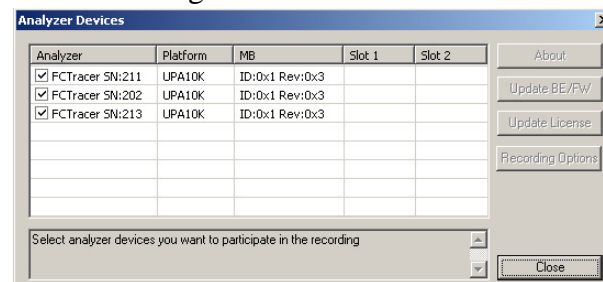 Analyzer Devices
Analyzer Platform MB Slot 1 Slot 2
FCTracer SN:211 UPA10K ID:0x1 Rev:0x3
FCTracer SN:202 UPA10K ID:0x1 Rev:0x3
FCTracer SN:213 UPA10K ID:0x1 Rev:0x3
About
Update BE/FW
Update License
Recording Options
Select analyzer devices you want to participate in the recording
Close